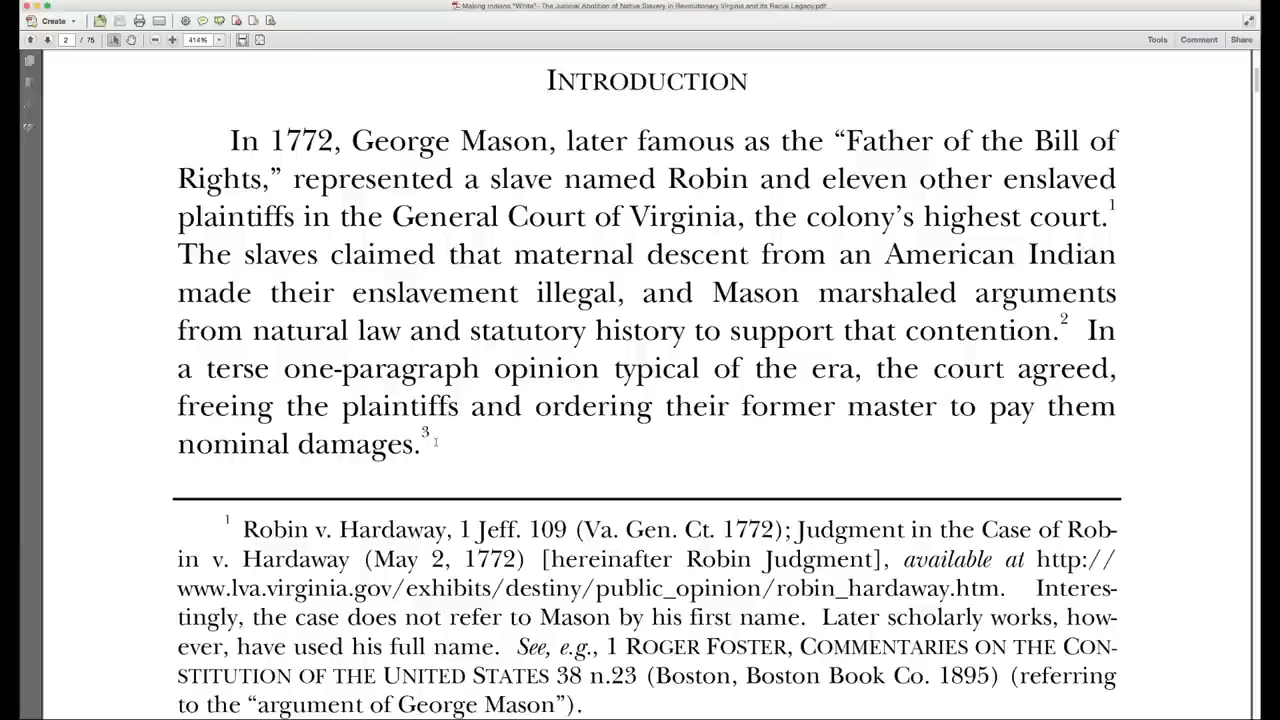 Making Indians "White"- The Judicial Abolition of Native Slavery in Revolutionary Virginia and its Racial Legacy.pdf
Create
2 / 75
414%
Tools Comment Share
INTRODUCTION
In 1772, George Mason, later famous as the “Father of the Bill of
Rights,” represented a slave named Robin and eleven other enslaved
plaintiffs in the General Court of Virginia, the colony’s highest court.1
The slaves claimed that maternal descent from an American Indian
made their enslavement illegal, and Mason marshaled arguments
from natural law and statutory history to support that contention.2 In
a terse one-paragraph opinion typical of the era, the court agreed,
freeing the plaintiffs and ordering their former master to pay them
nominal damages.3
1 Robin v. Hardaway, 1 Jeff. 109 (Va. Gen. Ct. 1772); Judgment in the Case of Rob-
in v. Hardaway (May 2, 1772) [hereinafter Robin Judgment], available at http://
www.lva.virginia.gov/exhibits/destiny/public_opinion/robin_hardaway.htm. Interes-
tingly, the case does not refer to Mason by his first name. Later scholarly works, how-
ever, have used his full name. See, e.g., 1 ROGER FOSTER, COMMENTARIES ON THE CON-
STITUTION OF THE UNITED STATES 38 n.23 (Boston, Boston Book Co. 1895) (referring
to the “argument of George Mason”).